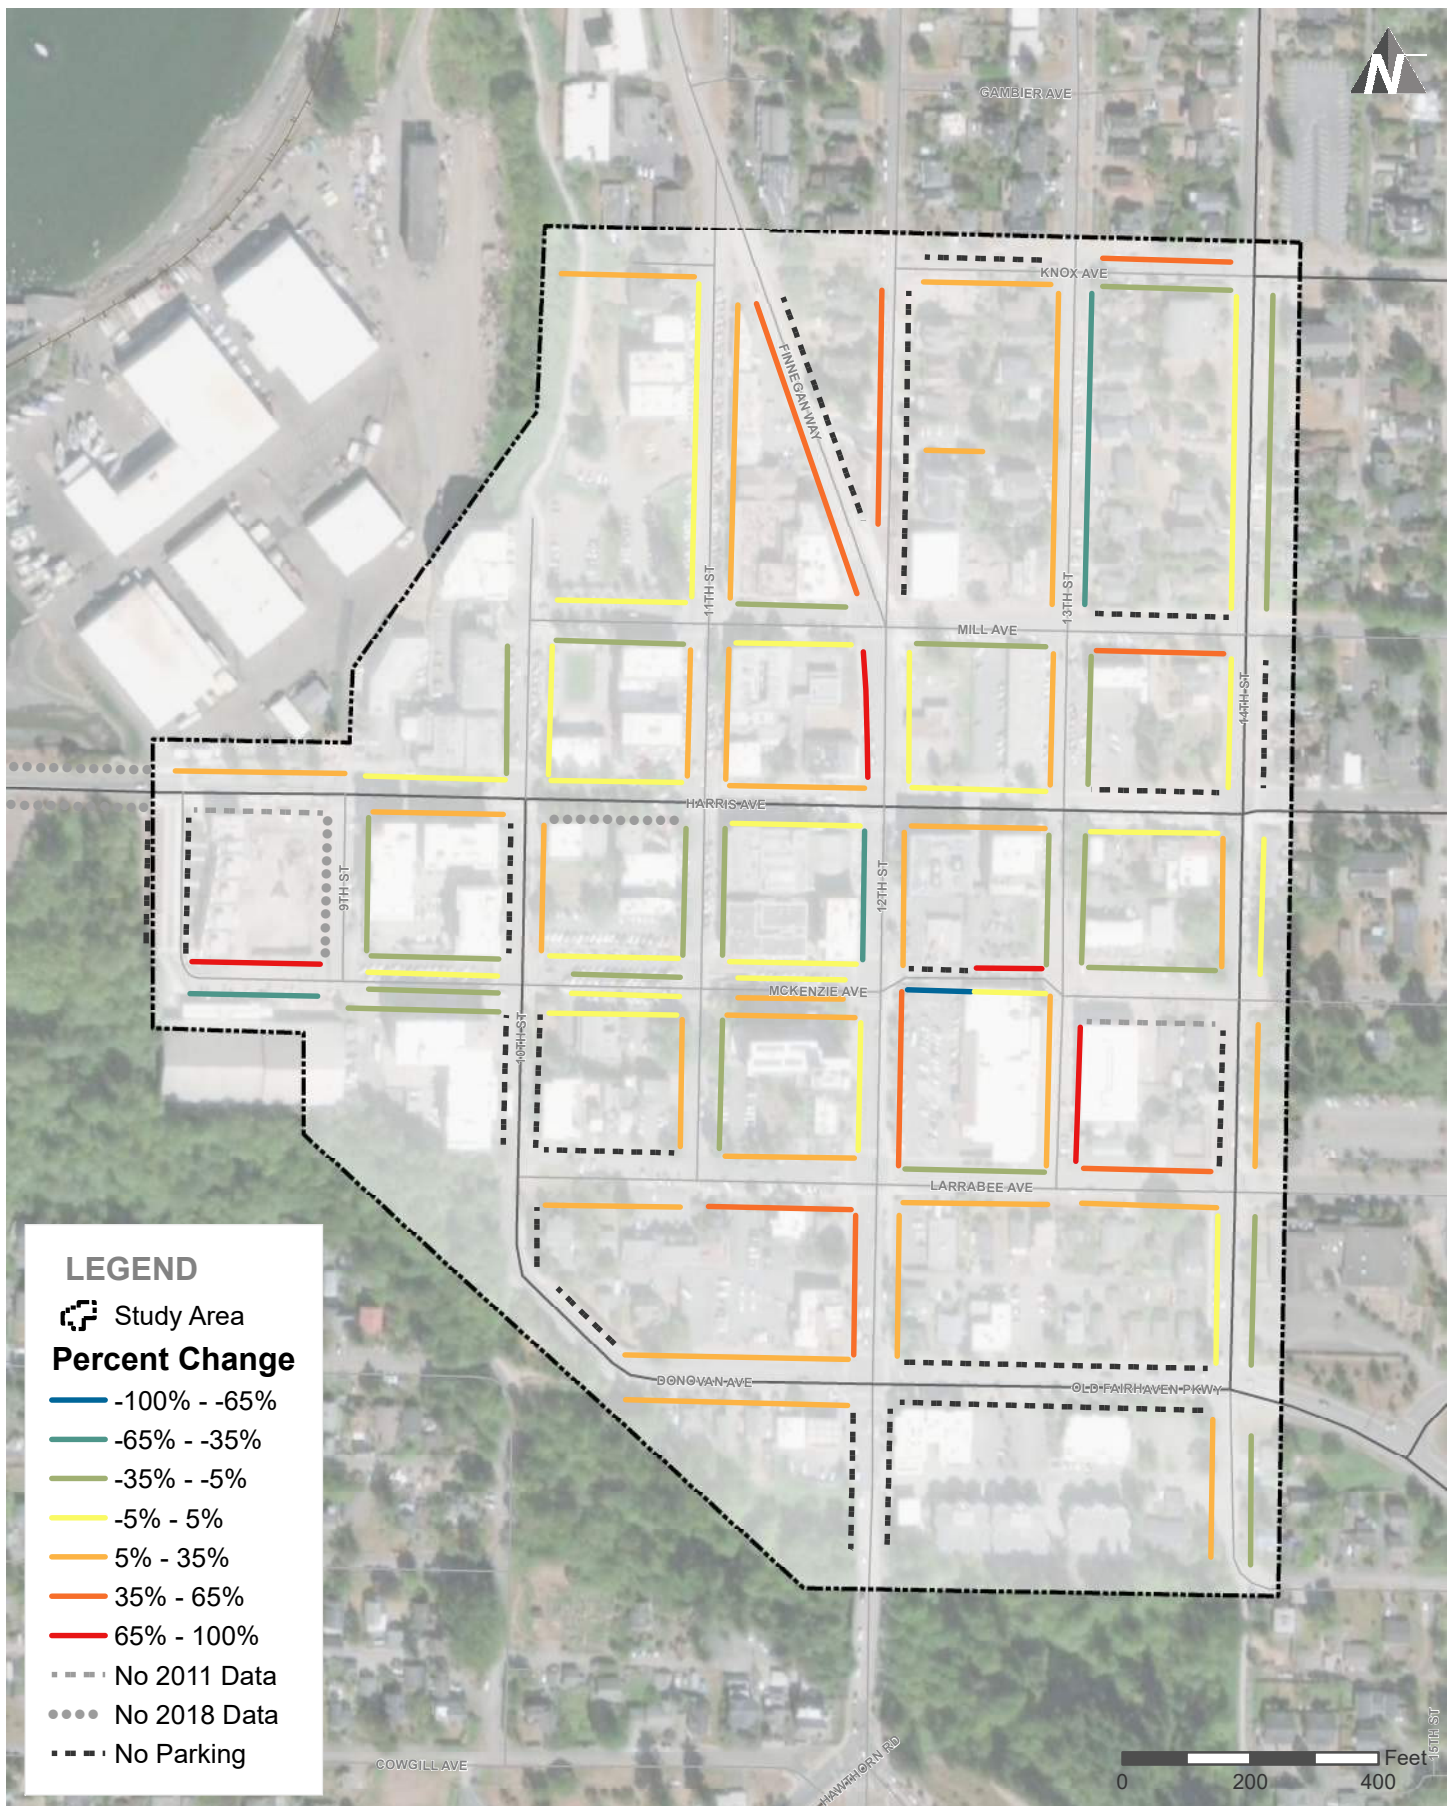 N
GAMBIER AVE
KNOX AVE
FINNEGAN WAY
11TH ST
13TH ST
MILL AVE
14TH ST
HARRIS AVE
9TH ST
12TH ST
MCKENZIE AVE
10TH ST
LARRABEE AVE
DONOVAN AVE
OLD FAIRHAVEN PKWY
LEGEND
Study Area
Percent Change
-100% - -65%
-65% - -35%
-35% - -5%
-5% - 5%
5% - 35%
35% - 65%
65% - 100%
No 2011 Data
No 2018 Data
No Parking
COWGILL AVE
HAWTHORN RD
15TH ST
Feet
0 200 400